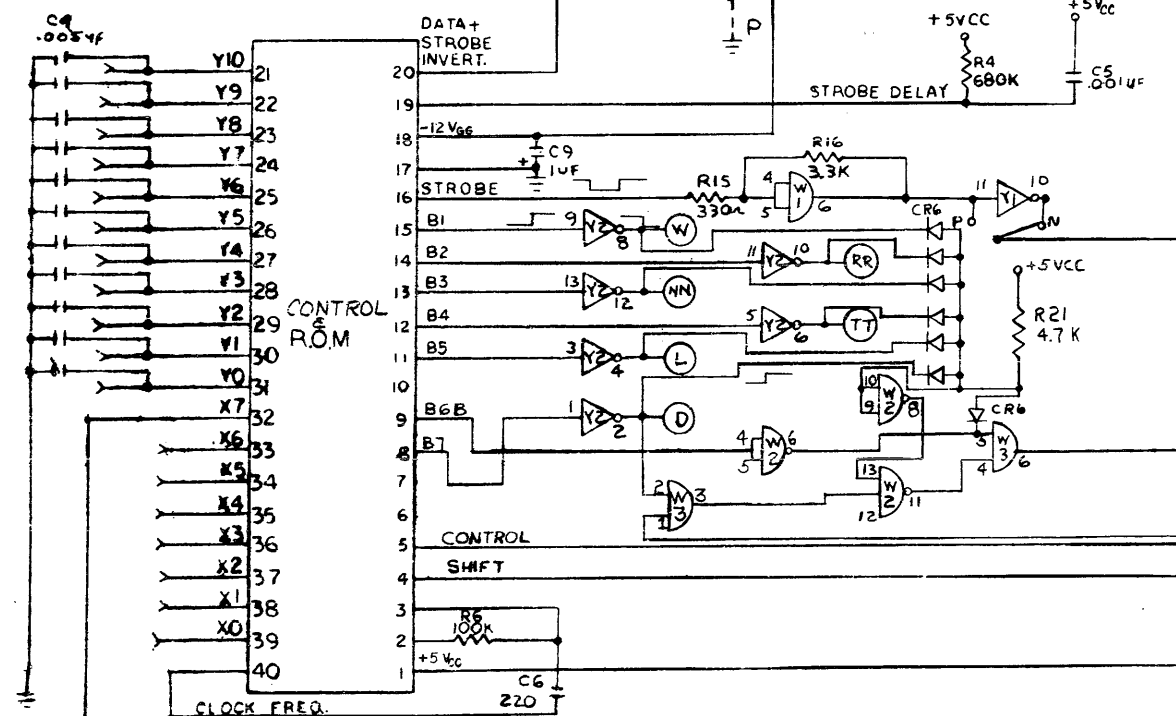 C9
.005uF
DATA+
STROBE
INVERT.
P
+5VCC
R4
680K
+5Vcc
C5
.001uF
STROBE DELAY
Y10 21
Y9 22
Y8 23
Y7 24
Y6 25
Y5 26
Y4 27
Y3 28
Y2 29
Y1 30
Y0 31
X7 32
X6 33
X5 34
X4 35
X3 36
X2 37
X1 38
X0 39
40
CONTROL
&
R.O.M
20
19
18 -12VGG
17
16 STROBE
15 B1
14 B2
13 B3
12 B4
11 B5
10
9 B6B
8 B7
7
6
5 CONTROL
4 SHIFT
3
2
1 +5Vcc
+ C9
1UF
R15
330Ω
R16
3.3K
4 W 1
5 6
11 Y1 10
P N
CR6
9 Y2 8 W
11 Y2 10 RR
13 Y2 12 NN
5 Y2 6 TT
3 Y2 4 L
1 Y2 2 D
+5VCC
R21
4.7K
10 W 2
9 8
CR6
4 W 2 6
5
5 W 3
4 6
2 W 3 3
1
13 W 2
12 11
R6
100K
C6
220
CLOCK FREQ.